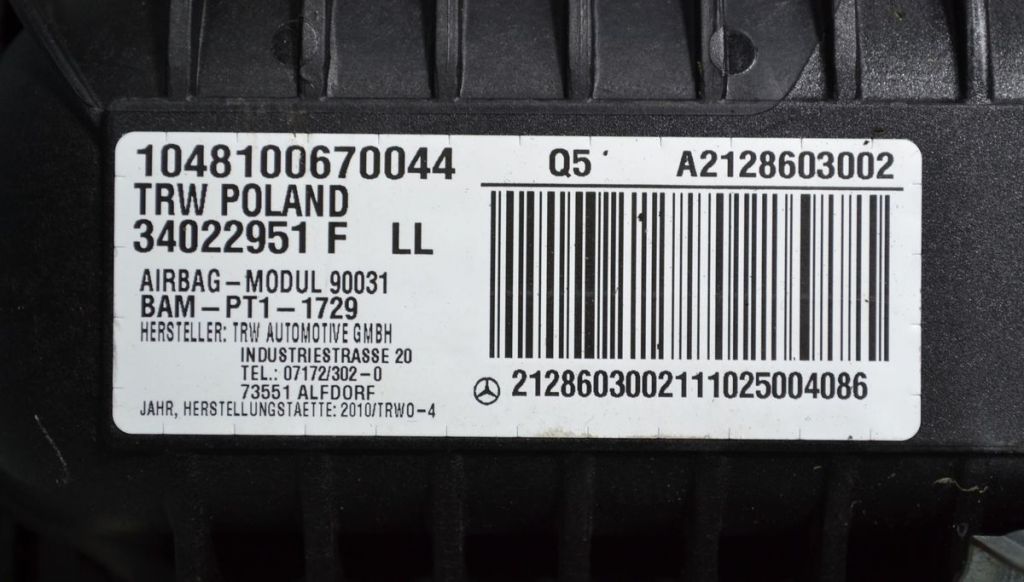 1048100670044
TRW POLAND
34022951 F LL
AIRBAG-MODUL 90031
BAM-PT1-1729
HERSTELLER: TRW AUTOMOTIVE GMBH
INDUSTRIESTRASSE 20
TEL.: 07172/302-0
73551 ALFDORF
JAHR, HERSTELLUNGSTAETTE: 2010/TRWO-4
Q5 A2128603002
2128603002111025004086